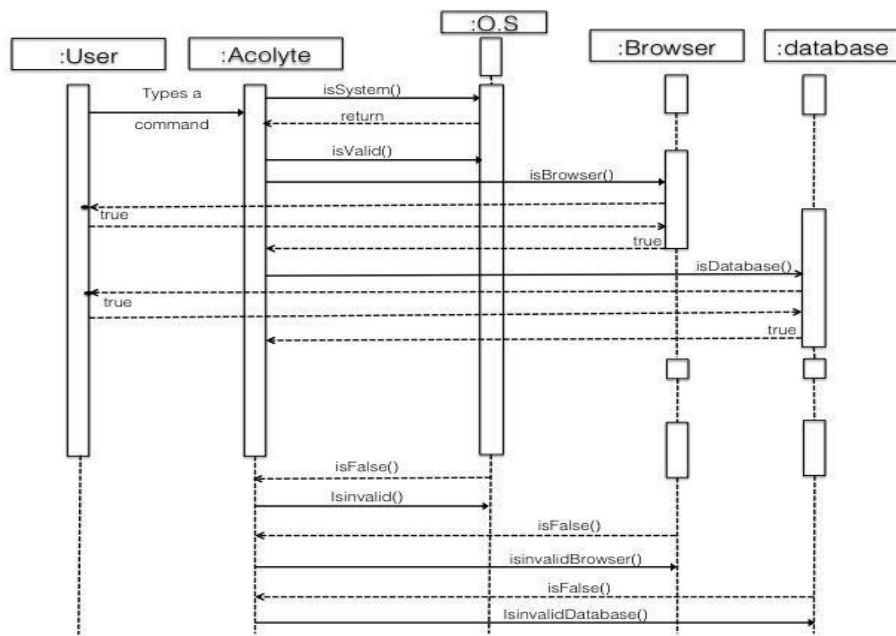 :User
:Acolyte
:O.S
:Browser
:database
Types a
command
isSystem()
return
isValid()
isBrowser()
true
true
isDatabase()
true
true
isFalse()
Isinvalid()
isFalse()
isinvalidBrowser()
isFalse()
IsinvalidDatabase()